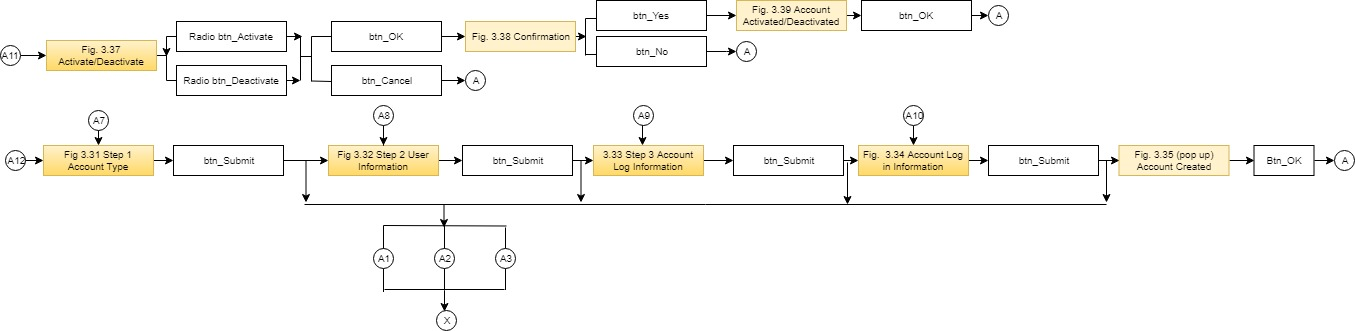 A11
Fig. 3.37
Activate/Deactivate
Radio btn_Activate
Radio btn_Deactivate
btn_OK
btn_Cancel
A
Fig. 3.38 Confirmation
btn_Yes
btn_No
A
Fig. 3.39 Account
Activated/Deactivated
btn_OK
A
A7
A8
A9
A10
A12
Fig 3.31 Step 1
Account Type
btn_Submit
Fig 3.32 Step 2 User
Information
btn_Submit
3.33 Step 3 Account
Log Information
btn_Submit
Fig. 3.34 Account Log
in Information
btn_Submit
Fig. 3.35 (pop up)
Account Created
Btn_OK
A
A1
A2
A3
X